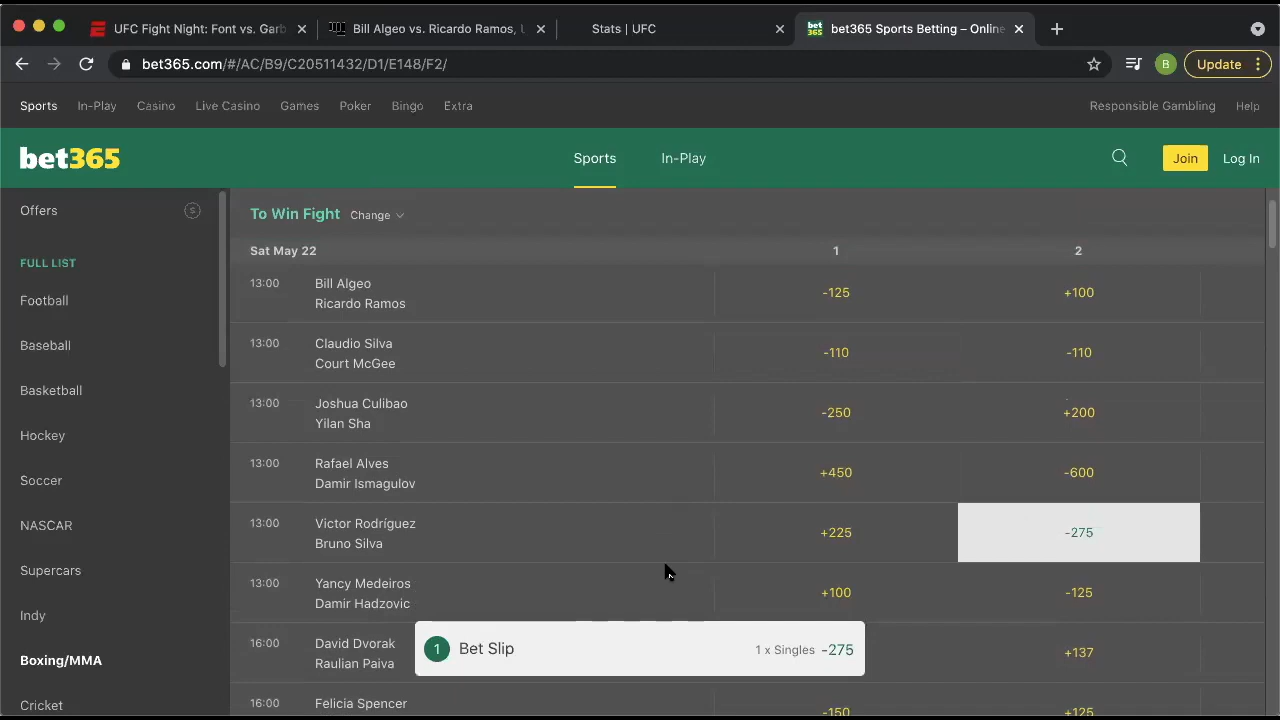 UFC Fight Night: Font vs. Garb
Bill Algeo vs. Ricardo Ramos, U
Stats | UFC
bet365 Sports Betting – Online
bet365.com/#/AC/B9/C20511432/D1/E148/F2/
B
Update
Sports In-Play Casino Live Casino Games Poker Bingo Extra
Responsible Gambling Help
bet365
Sports In-Play
Join Log In
Offers
FULL LIST
Football
Baseball
Basketball
Hockey
Soccer
NASCAR
Supercars
Indy
Boxing/MMA
Cricket
To Win Fight Change
Sat May 22 1 2
13:00 Bill Algeo
Ricardo Ramos
-125 +100
13:00 Claudio Silva
Court McGee
-110 -110
13:00 Joshua Culibao
Yilan Sha
-250 +200
13:00 Rafael Alves
Damir Ismagulov
+450 -600
13:00 Victor Rodríguez
Bruno Silva
+225 -275
13:00 Yancy Medeiros
Damir Hadzovic
+100 -125
16:00 David Dvorak
Raulian Paiva
+137
1 Bet Slip 1 x Singles -275
16:00 Felicia Spencer
-150 +125